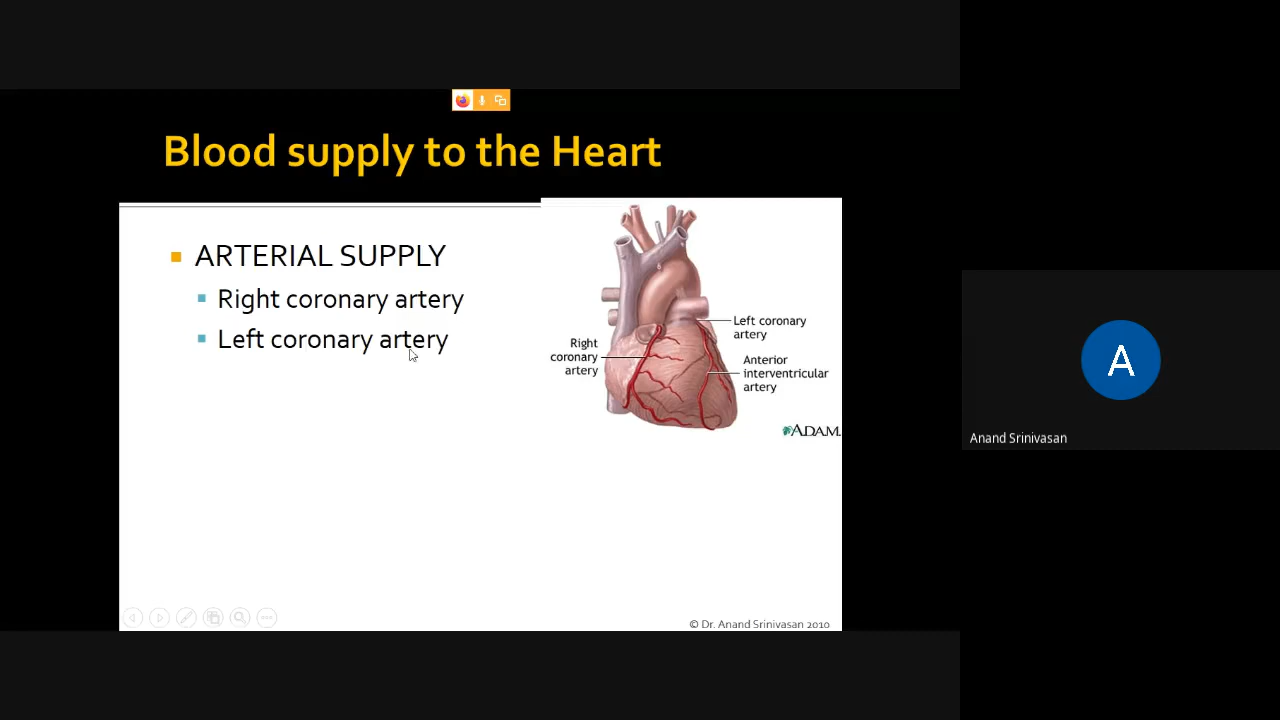 Blood supply to the Heart
ARTERIAL SUPPLY
Right coronary artery
Left coronary artery
Left coronary
artery
Right
coronary
artery
Anterior
interventricular
artery
ADAM.
© Dr. Anand Srinivasan 2010
A
Anand Srinivasan